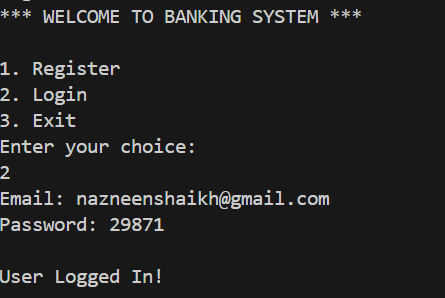 *** WELCOME TO BANKING SYSTEM ***
1. Register
2. Login
3. Exit
Enter your choice:
2
Email: nazneenshaikh@gmail.com
Password: 29871
User Logged In!